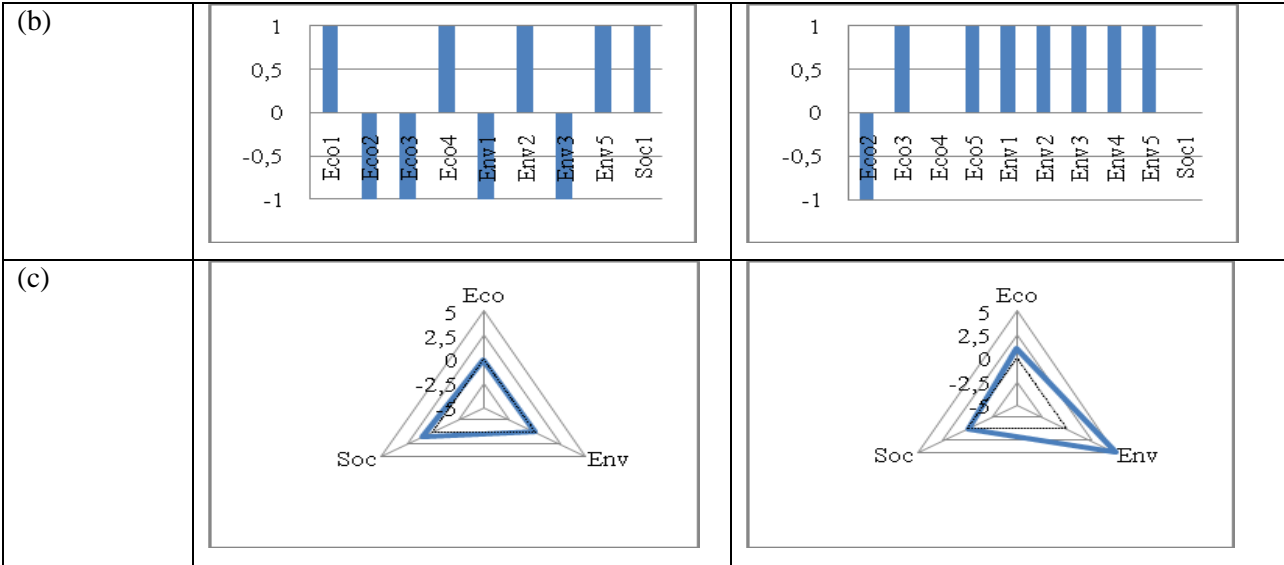 (b)
1
0,5
0
-0,5
-1
Eco1
Eco2
Eco3
Eco4
Env1
Env2
Env3
Env5
Soc1
1
0,5
0
-0,5
-1
Eco2
Eco3
Eco4
Eco5
Env1
Env2
Env3
Env4
Env5
Soc1
(c)
Eco
5
2,5
0
-2,5
-5
Soc
Env
Eco
5
2,5
0
-2,5
-5
Soc
Env